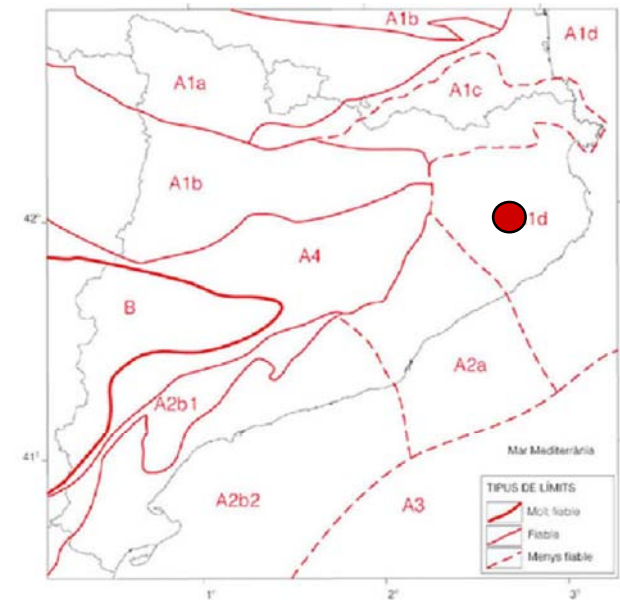 A1b
A1d
A1a
A1c
A1b
42°
1d
A4
B
A2a
A2b1
41°
Mar Mediterrània
A2b2
A3
TIPUS DE LÍMITS
Molt fiable
Fiable
Menys fiable
1°
2°
3°